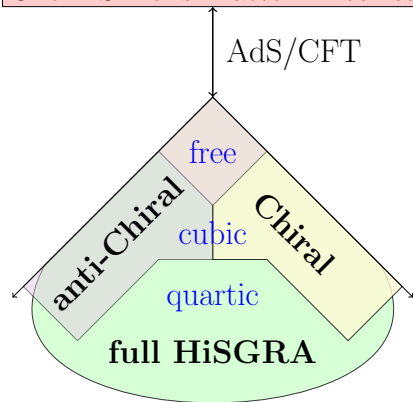 AdS/CFT
free
anti-Chiral
Chiral
cubic
quartic
full HiSGRA